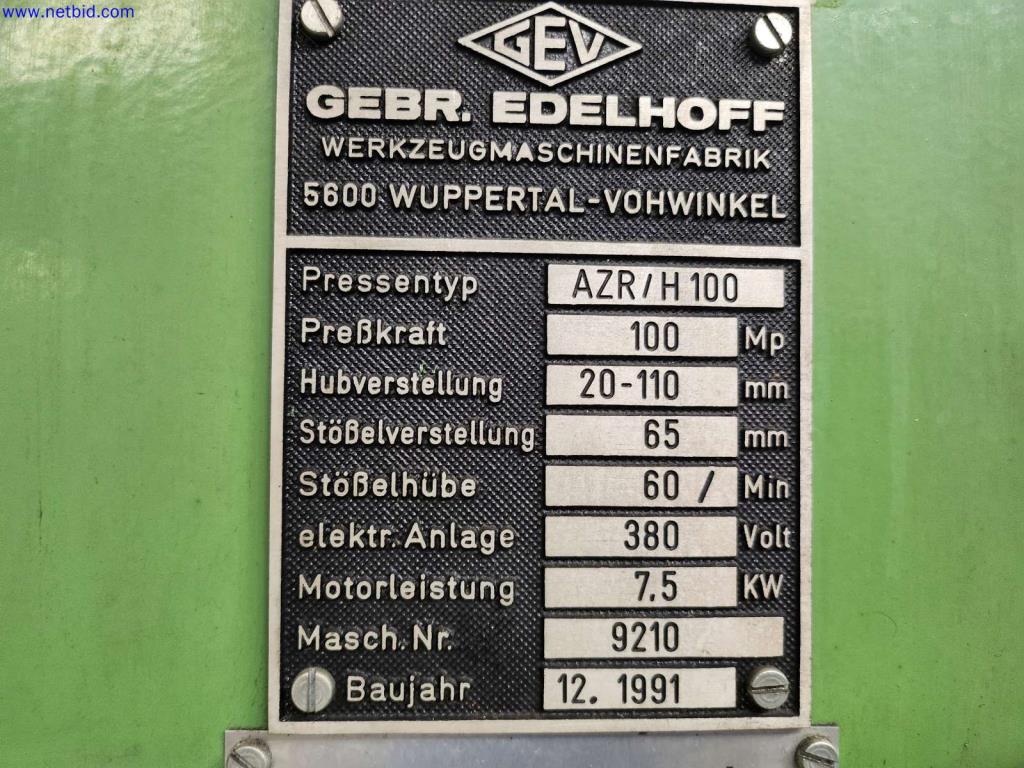 www.netbid.com
GEV
GEBR. EDELHOFF
WERKZEUGMASCHINENFABRIK
5600 WUPPERTAL-VOHWINKEL
Pressentyp AZR/H 100
Preßkraft 100 Mp
Hubverstellung 20-110 mm
Stößelverstellung 65 mm
Stößelhübe 60 / Min
elektr. Anlage 380 Volt
Motorleistung 7.5 KW
Masch. Nr. 9210
Baujahr 12. 1991